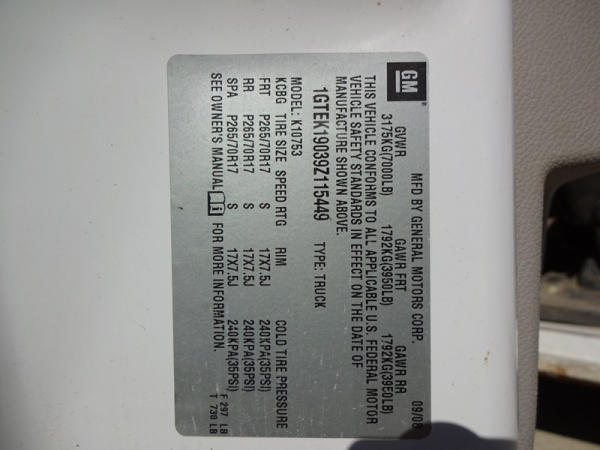 GM
MFD BY GENERAL MOTORS CORP. 09/08
GVWR GAWR FRT GAWR RR
3175KG(7000LB) 1792KG(3950LB) 1792KG(3950LB)
THIS VEHICLE CONFORMS TO ALL APPLICABLE U.S. FEDERAL MOTOR
VEHICLE SAFETY STANDARDS IN EFFECT ON THE DATE OF
MANUFACTURE SHOWN ABOVE.
1GTEK19039Z115449 TYPE: TRUCK
MODEL: K10753
KCBG TIRE SIZE SPEED RTG RIM COLD TIRE PRESSURE
FRT P265/70R17 S 17X7.5J 240KPA(35PSI)
RR P265/70R17 S 17X7.5J 240KPA(35PSI)
SPA P265/70R17 S 17X7.5J 240KPA(35PSI)
SEE OWNER'S MANUAL FOR MORE INFORMATION.
F 297 LB
T 730 LB